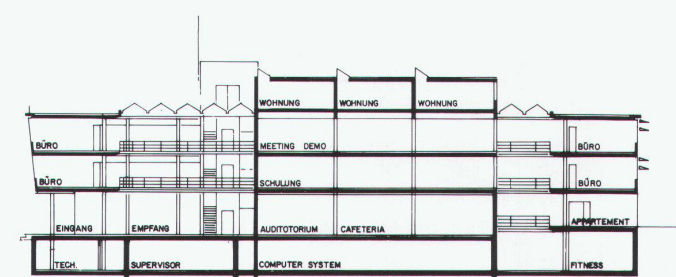 WOHNUNG WOHNUNG WOHNUNG
BÜRO MEETING DEMO BÜRO
BÜRO SCHULUNG BÜRO
APPARTEMENT
EINGANG EMPFANG AUDITOTORIUM CAFETERIA
TECH. SUPERVISOR COMPUTER SYSTEM FITNESS